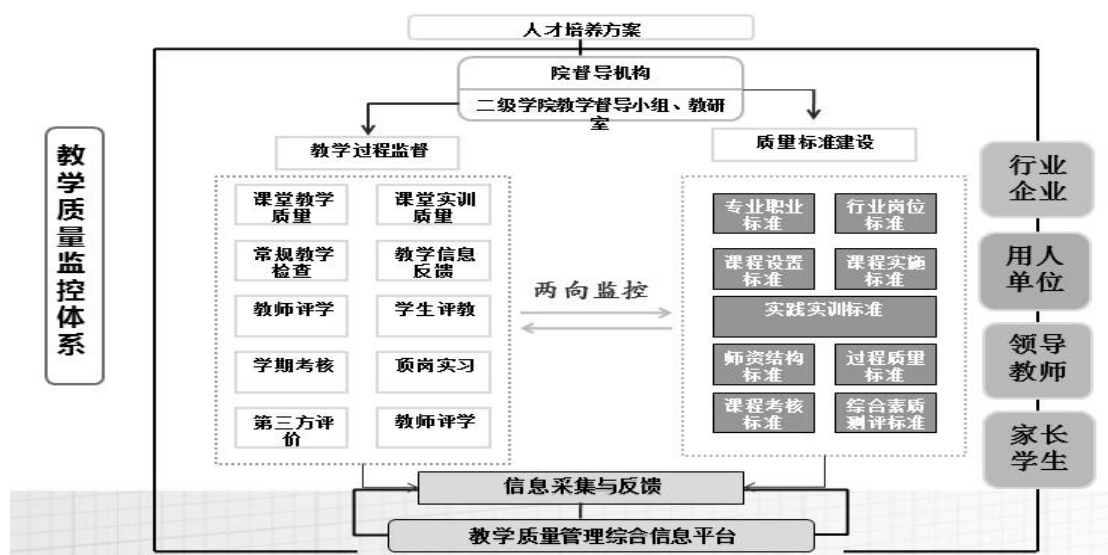 人才培养方案
院督导机构
二级学院教学督导小组、教研
室
教学质量监控体系
教学过程监督
质量标准建设
课堂教学
质量
课堂实训
质量
常规教学
检查
教学信息
反馈
教师评学
学生评教
学期考核
顶岗实习
第三方评
价
教师评学
两向监控
专业职业
标准
行业岗位
标准
课程设置
标准
课程实施
标准
实践实训标准
师资结构
标准
过程质量
标准
课程考核
标准
综合素质
测评标准
行业
企业
用人
单位
领导
教师
家长
学生
信息采集与反馈
教学质量管理综合信息平台